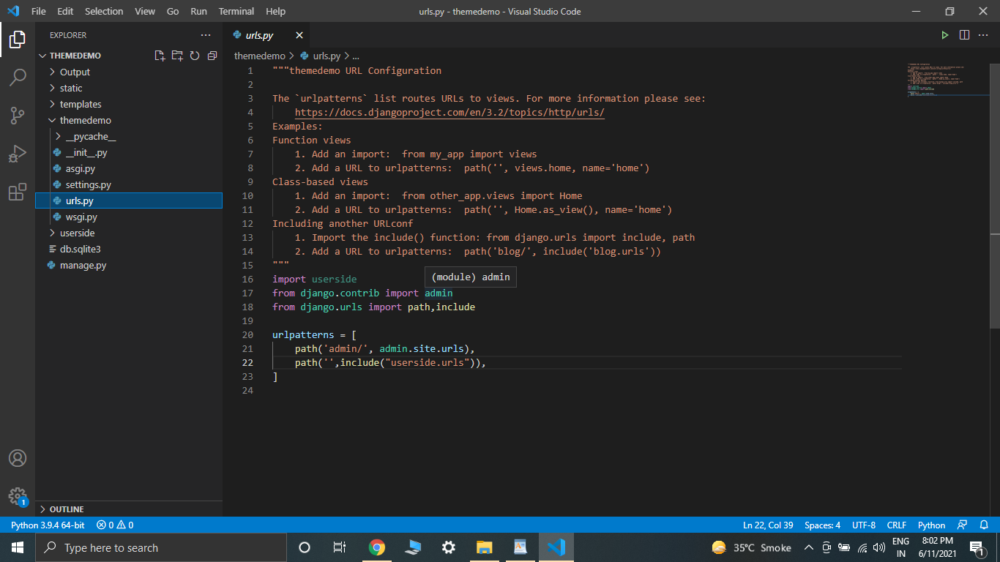 File Edit Selection View Go Run Terminal Help urls.py - themedemo - Visual Studio Code
EXPLORER
THEMEDEMO
Output
static
templates
themedemo
__pycache__
__init__.py
asgi.py
settings.py
urls.py
wsgi.py
userside
db.sqlite3
manage.py
OUTLINE
urls.py
themedemo > urls.py > ...
1 """themedemo URL Configuration
2
3 The `urlpatterns` list routes URLs to views. For more information please see:
4     https://docs.djangoproject.com/en/3.2/topics/http/urls/
5 Examples:
6 Function views
7     1. Add an import:  from my_app import views
8     2. Add a URL to urlpatterns:  path('', views.home, name='home')
9 Class-based views
10     1. Add an import:  from other_app.views import Home
11     2. Add a URL to urlpatterns:  path('', Home.as_view(), name='home')
12 Including another URLconf
13     1. Import the include() function: from django.urls import include, path
14     2. Add a URL to urlpatterns:  path('blog/', include('blog.urls'))
15 """
16 import userside
(module) admin
17 from django.contrib import admin
18 from django.urls import path,include
19
20 urlpatterns = [
21     path('admin/', admin.site.urls),
22     path('',include("userside.urls")),
23 ]
24
1
Python 3.9.4 64-bit 0 0 Ln 22, Col 39 Spaces: 4 UTF-8 CRLF Python
Type here to search 35°C Smoke ENG IN 8:02 PM 6/11/2021 1